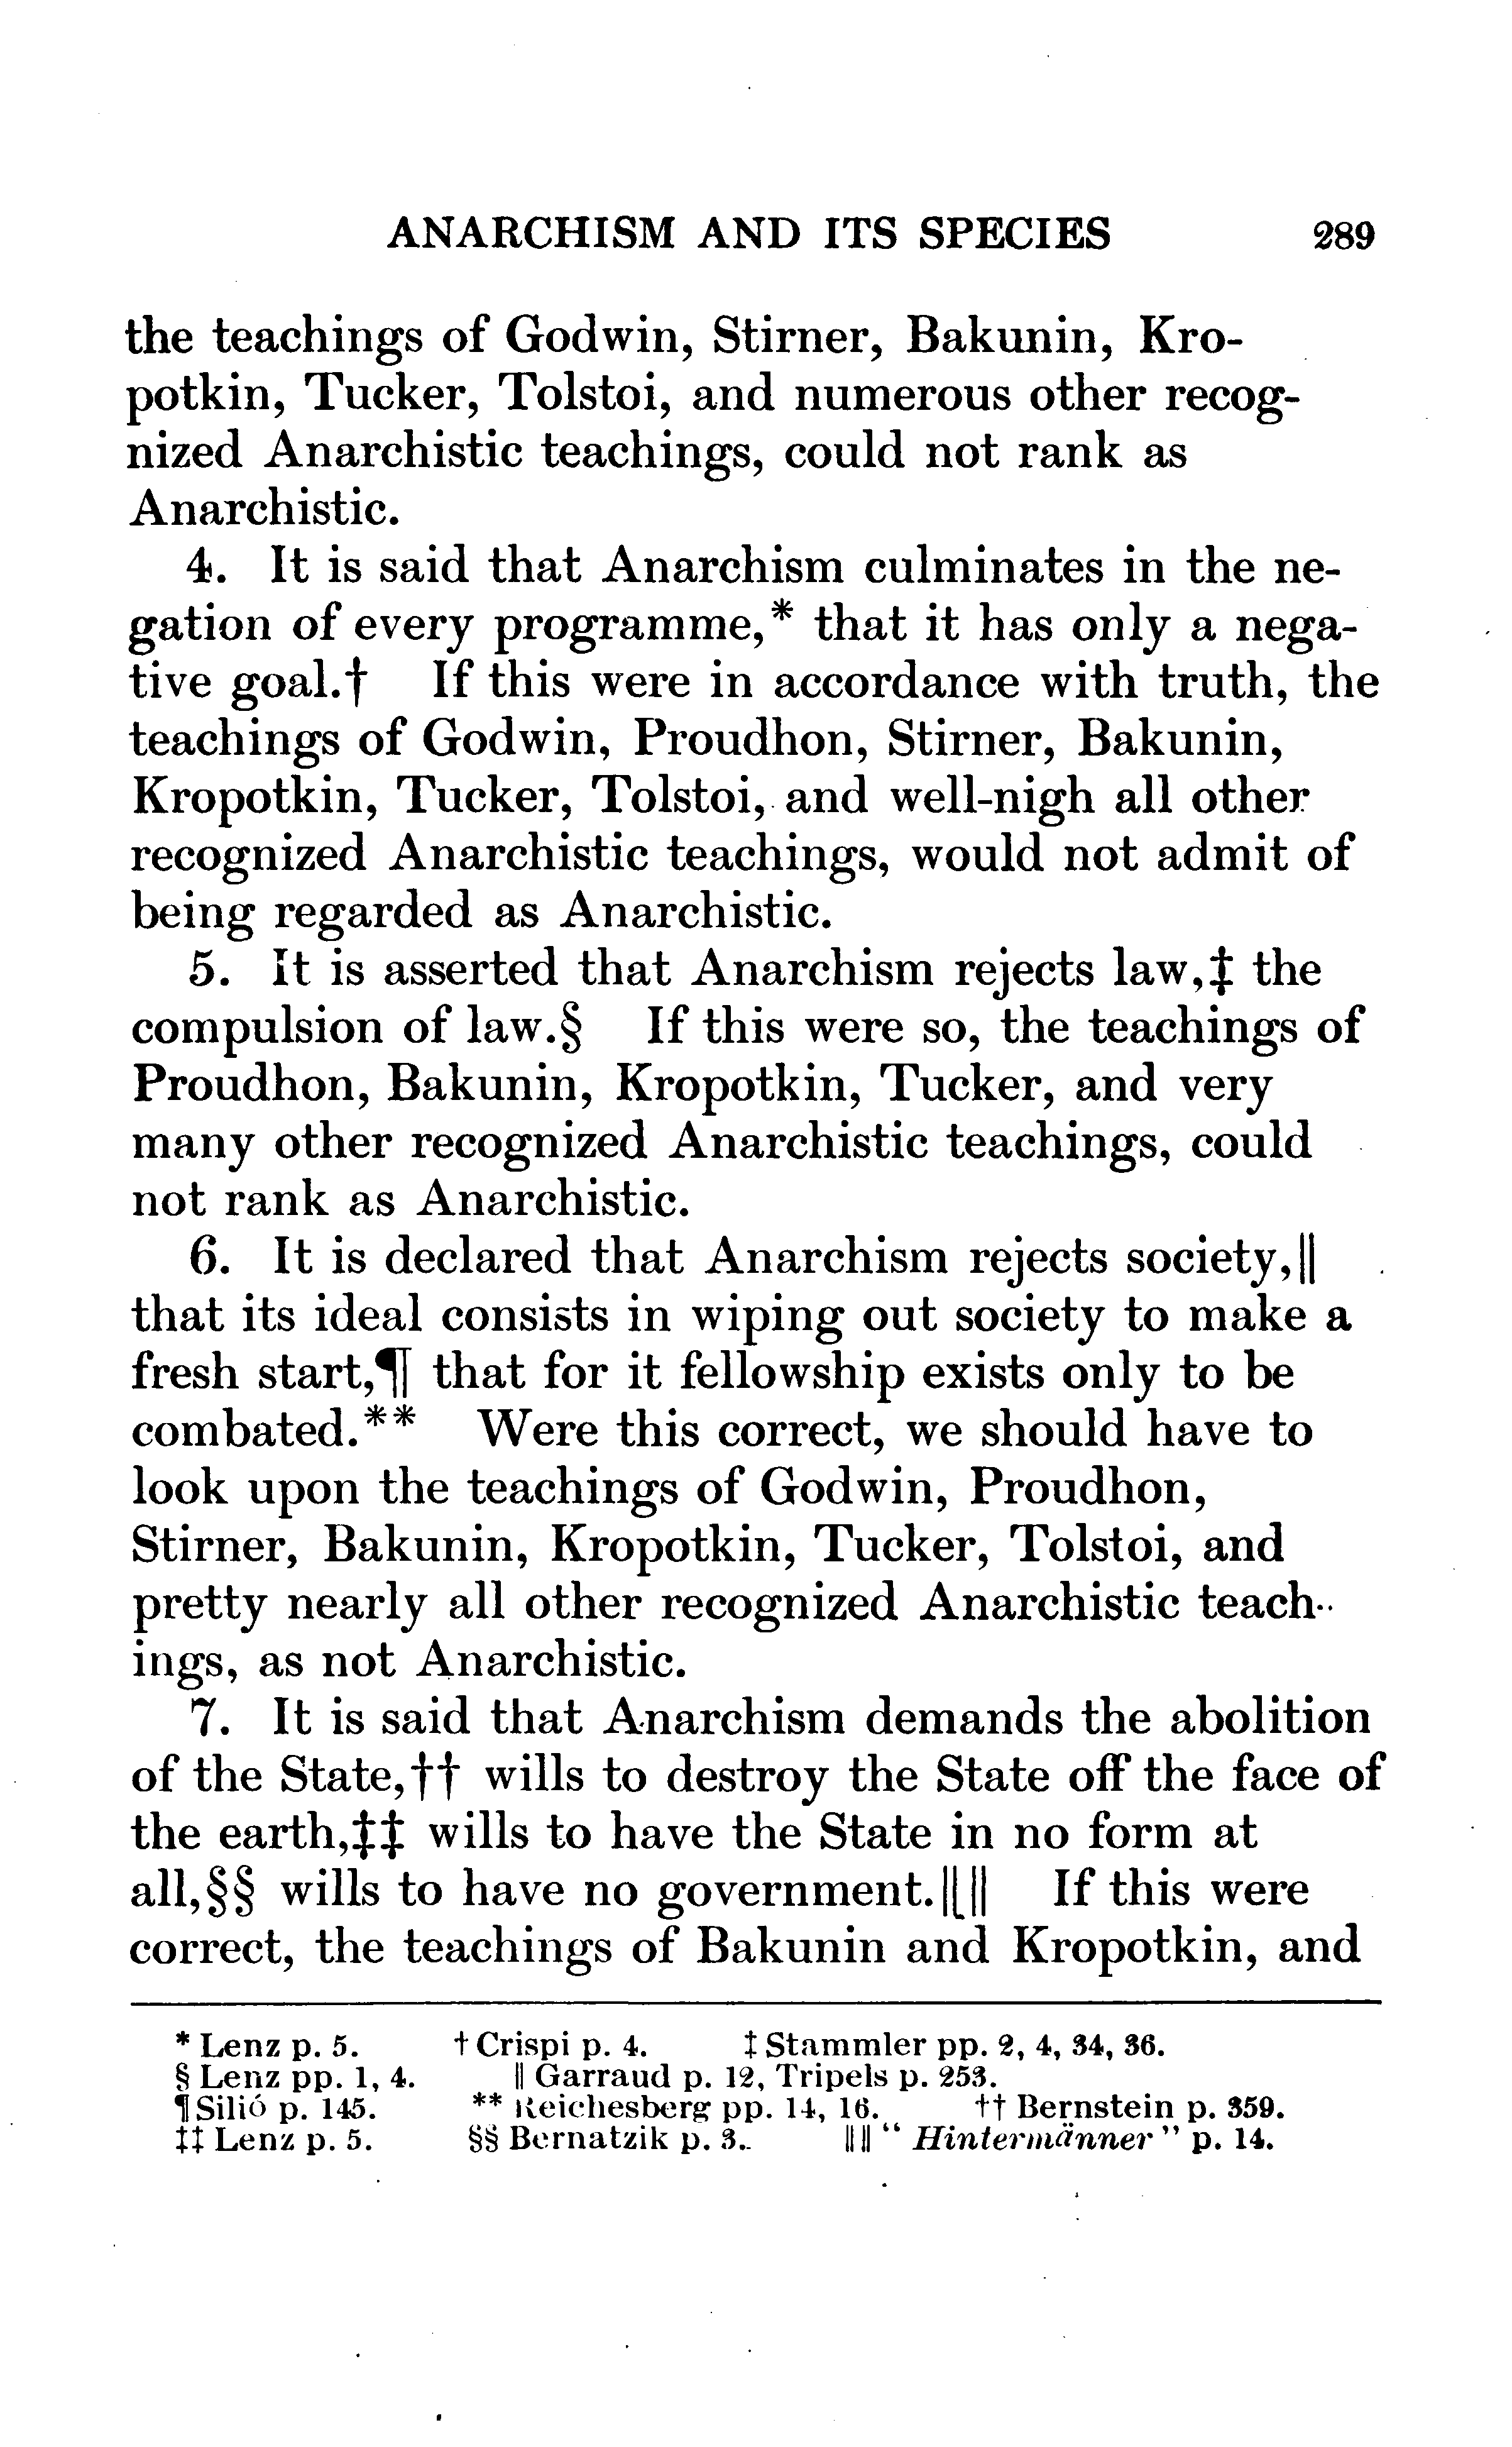 ANARCHISM AND ITS SPECIES 289
the teachings of Godwin, Stirner, Bakunin, Kro-
potkin, Tucker, Tolstoi, and numerous other recog-
nized Anarchistic teachings, could not rank as
Anarchistic.
4. It is said that Anarchism culminates in the ne-
gation of every programme,* that it has only a nega-
tive goal.† If this were in accordance with truth, the
teachings of Godwin, Proudhon, Stirner, Bakunin,
Kropotkin, Tucker, Tolstoi, and well-nigh all other
recognized Anarchistic teachings, would not admit of
being regarded as Anarchistic.
5. It is asserted that Anarchism rejects law,‡ the
compulsion of law.§ If this were so, the teachings of
Proudhon, Bakunin, Kropotkin, Tucker, and very
many other recognized Anarchistic teachings, could
not rank as Anarchistic.
6. It is declared that Anarchism rejects society,‖
that its ideal consists in wiping out society to make a
fresh start,¶ that for it fellowship exists only to be
combated.** Were this correct, we should have to
look upon the teachings of Godwin, Proudhon,
Stirner, Bakunin, Kropotkin, Tucker, Tolstoi, and
pretty nearly all other recognized Anarchistic teach-
ings, as not Anarchistic.
7. It is said that Anarchism demands the abolition
of the State,†† wills to destroy the State off the face of
the earth,‡‡ wills to have the State in no form at
all,§§ wills to have no government.‖‖ If this were
correct, the teachings of Bakunin and Kropotkin, and
* Lenz p. 5. † Crispi p. 4. ‡ Stammler pp. 2, 4, 34, 36.
§ Lenz pp. 1, 4. ‖ Garraud p. 12, Tripels p. 253.
¶ Silió p. 145. ** Reichesberg pp. 14, 16. †† Bernstein p. 359.
‡‡ Lenz p. 5. §§ Bernatzik p. 3. ‖‖ “ Hintermänner ” p. 14.